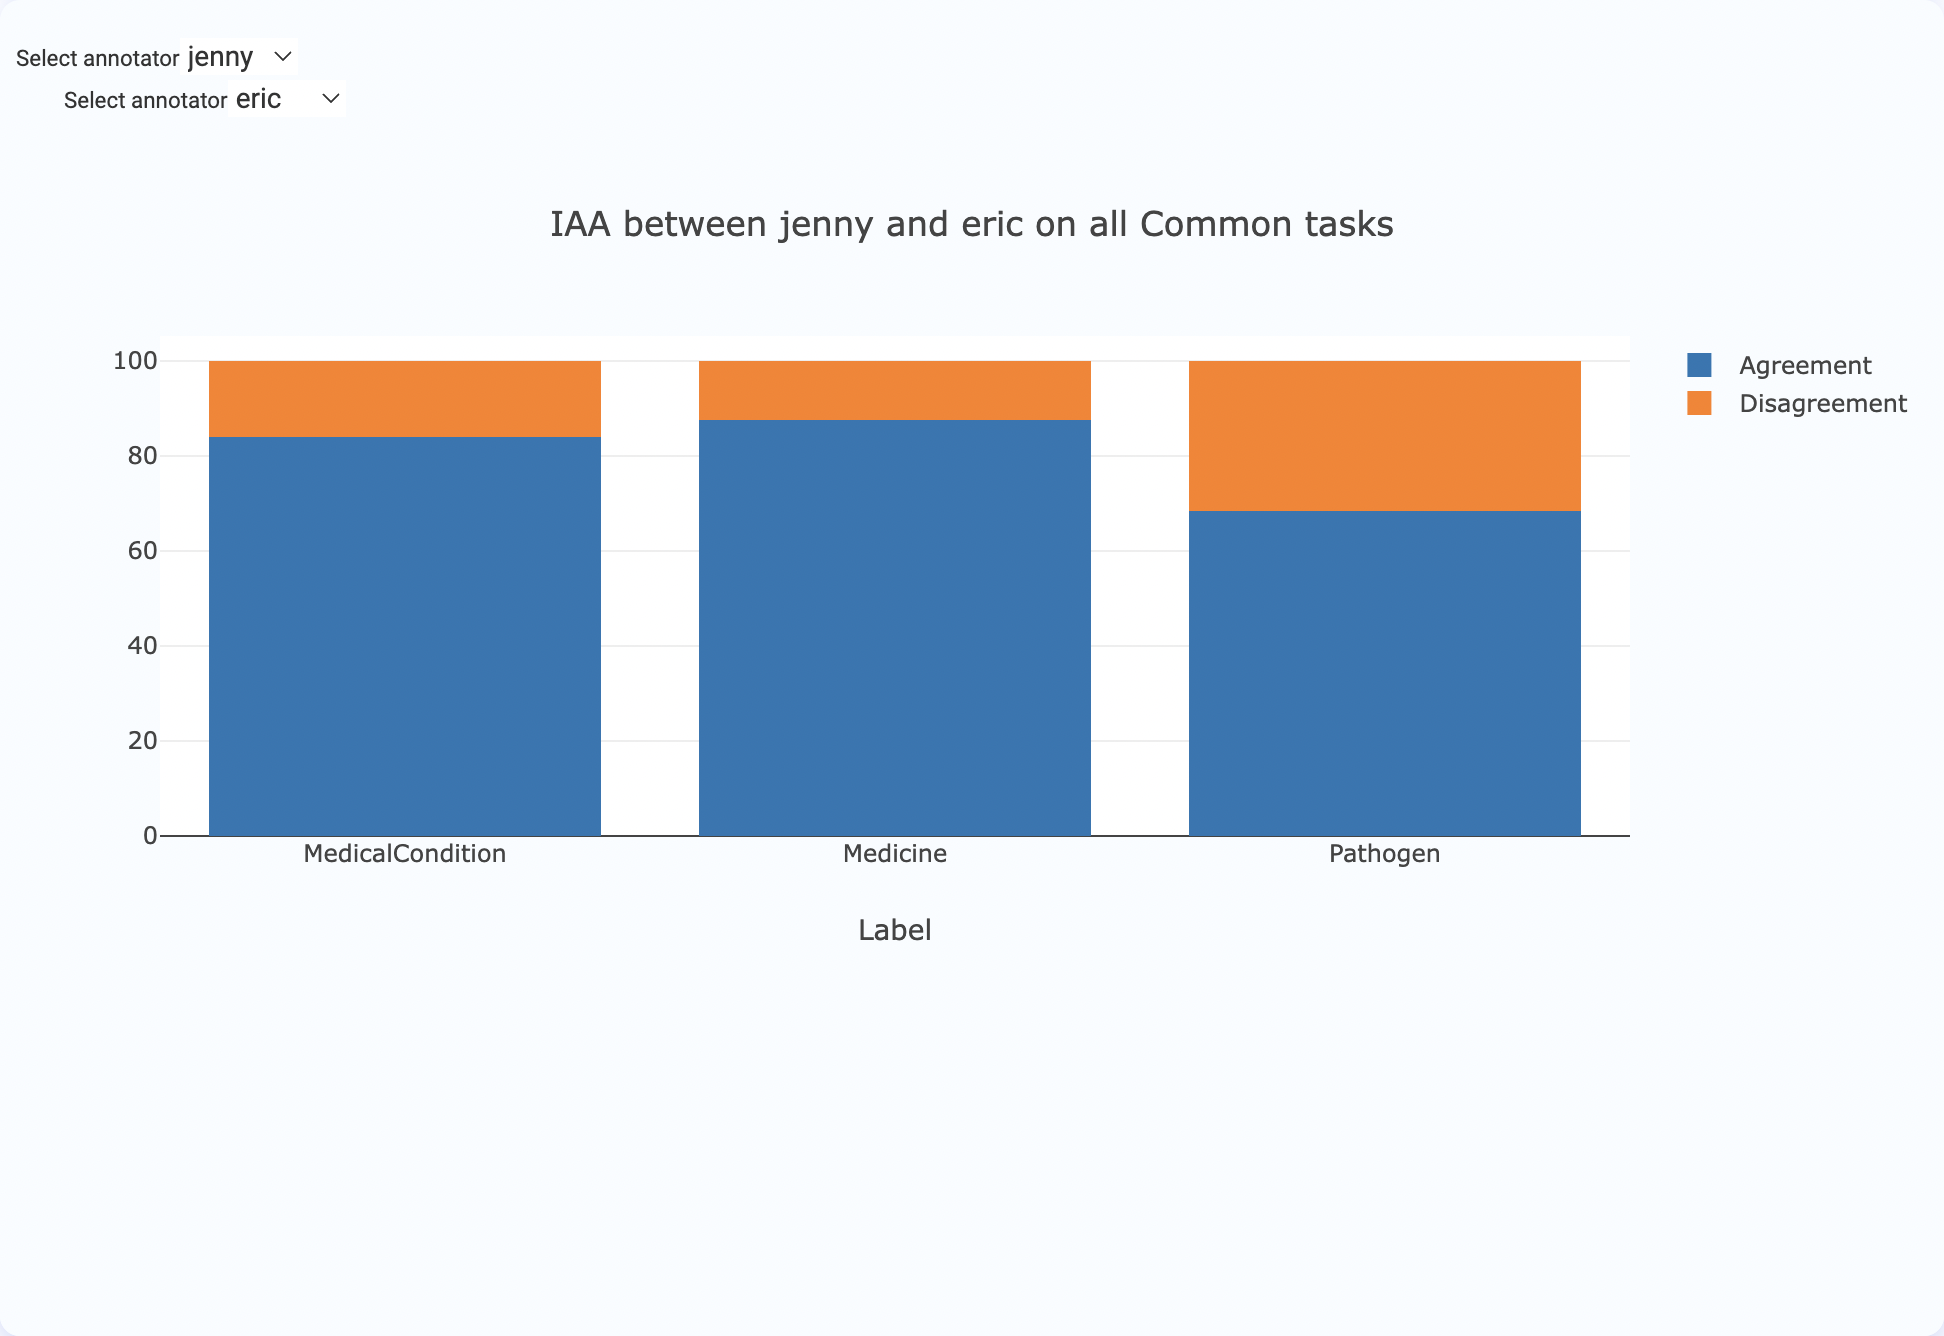 Select annotator jenny
Select annotator eric
IAA between jenny and eric on all Common tasks
100
80
60
40
20
0
Agreement
Disagreement
MedicalCondition Medicine Pathogen
Label